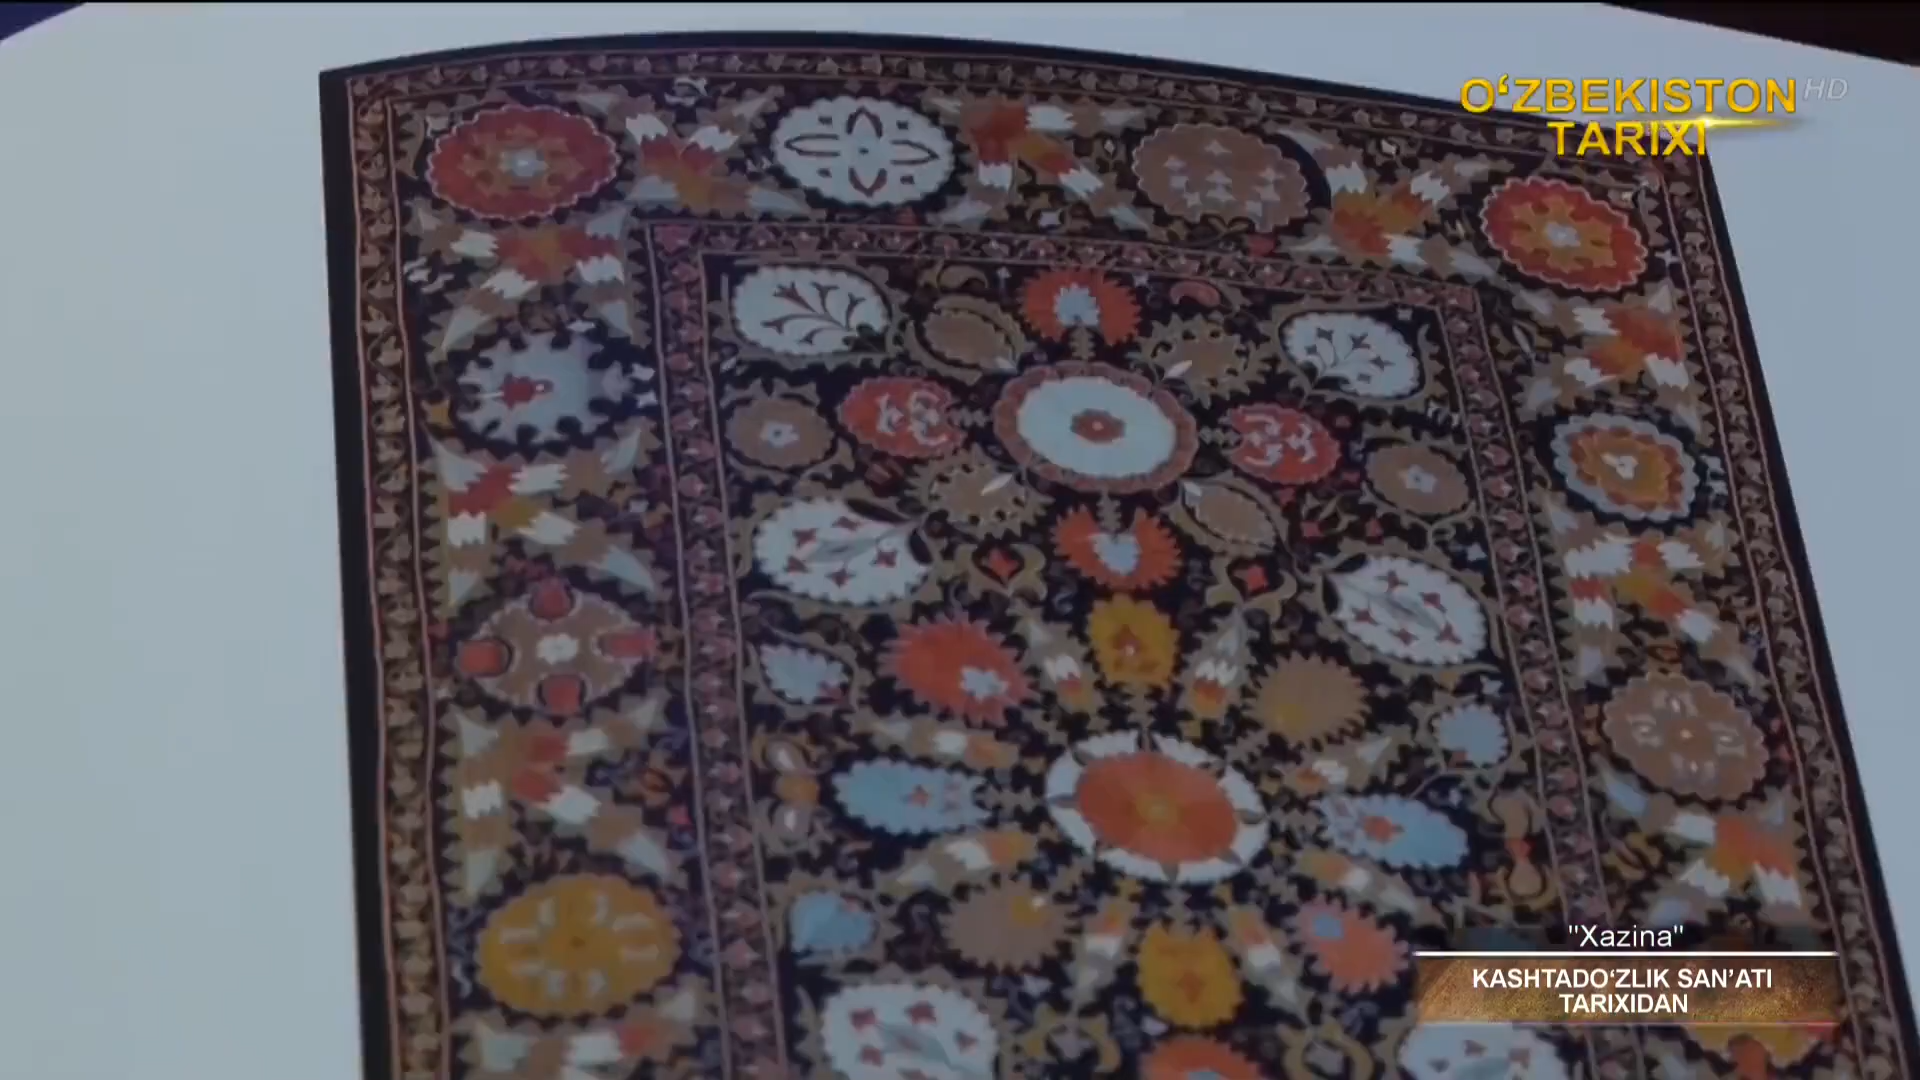 O‘ZBEKISTON HD
TARIXI
"Xazina"
KASHTADO‘ZLIK SAN’ATI
TARIXIDAN